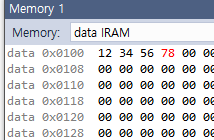 Memory 1
Memory: data IRAM
data 0x0100 12 34 56 78 00 00
data 0x0108 00 00 00 00 00 00
data 0x0110 00 00 00 00 00 00
data 0x0118 00 00 00 00 00 00
data 0x0120 00 00 00 00 00 00
data 0x0128 00 00 00 00 00 00